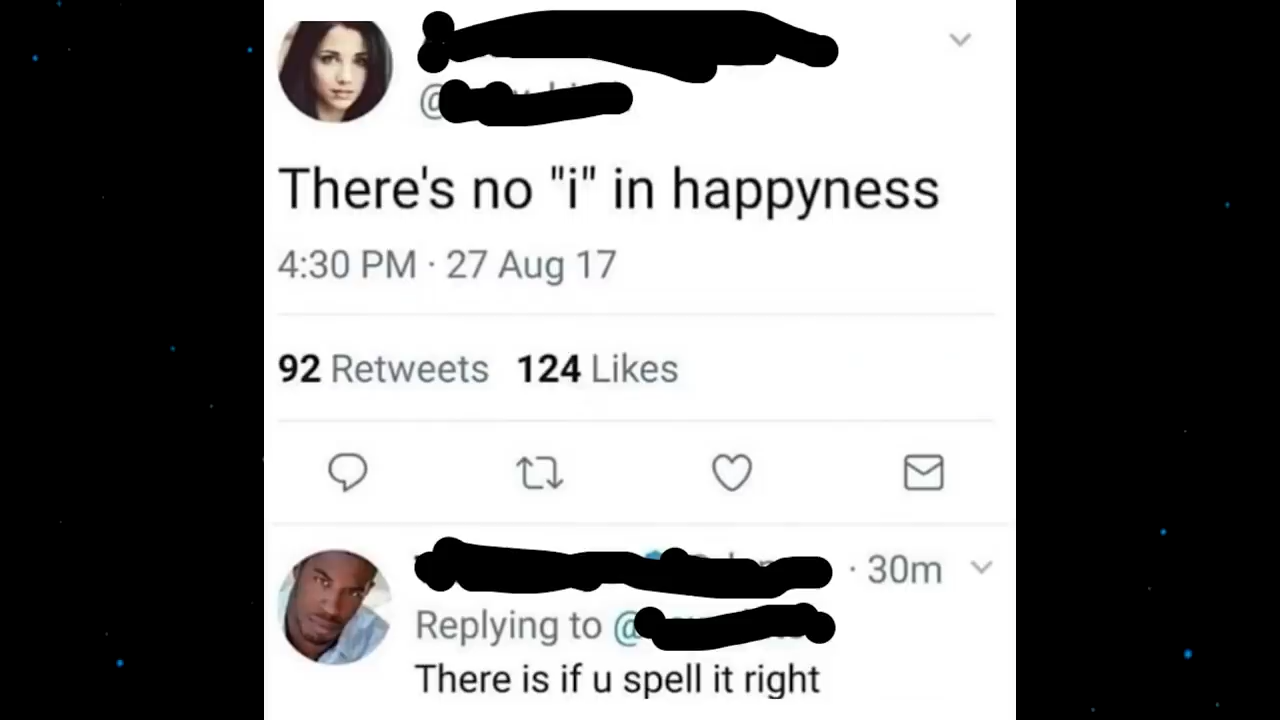 @
There's no "i" in happyness
4:30 PM · 27 Aug 17
92 Retweets 124 Likes
· 30m
Replying to @
There is if u spell it right